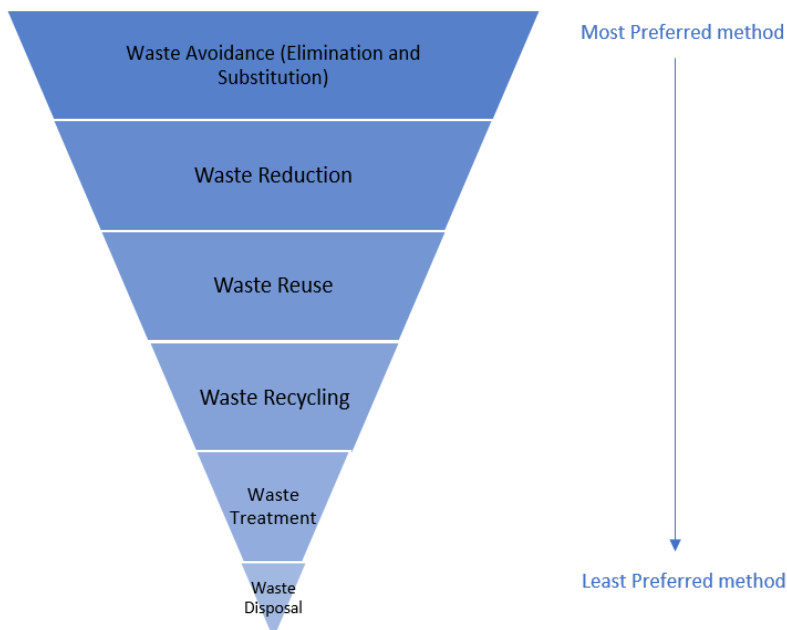 Most Preferred method
Waste Avoidance (Elimination and
Substitution)
Waste Reduction
Waste Reuse
Waste Recycling
Waste
Treatment
Least Preferred method
Waste
Disposal